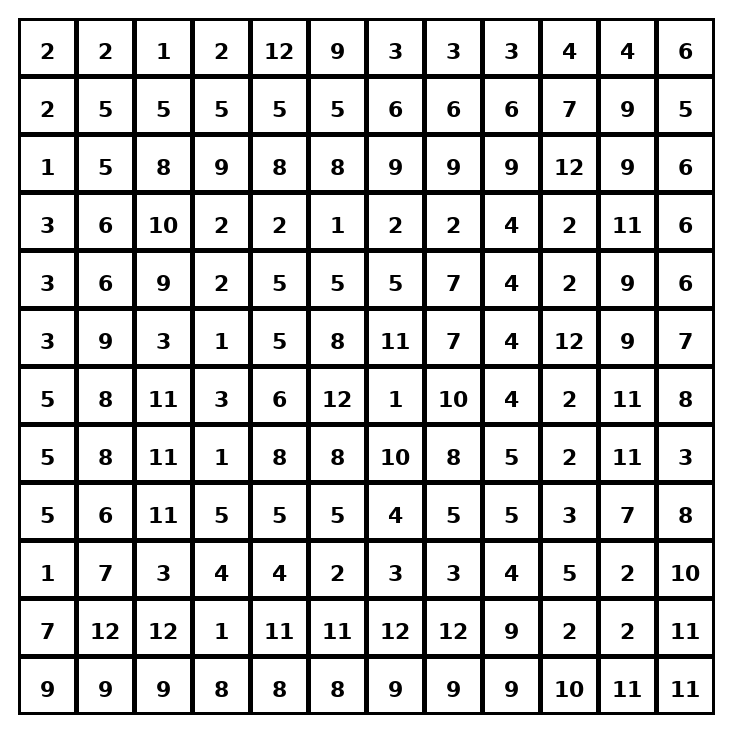 2 2 1 2 12 9 3 3 3 4 4 6
2 5 5 5 5 5 6 6 6 7 9 5
1 5 8 9 8 8 9 9 9 12 9 6
3 6 10 2 2 1 2 2 4 2 11 6
3 6 9 2 5 5 5 7 4 2 9 6
3 9 3 1 5 8 11 7 4 12 9 7
5 8 11 3 6 12 1 10 4 2 11 8
5 8 11 1 8 8 10 8 5 2 11 3
5 6 11 5 5 5 4 5 5 3 7 8
1 7 3 4 4 2 3 3 4 5 2 10
7 12 12 1 11 11 12 12 9 2 2 11
9 9 9 8 8 8 9 9 9 10 11 11